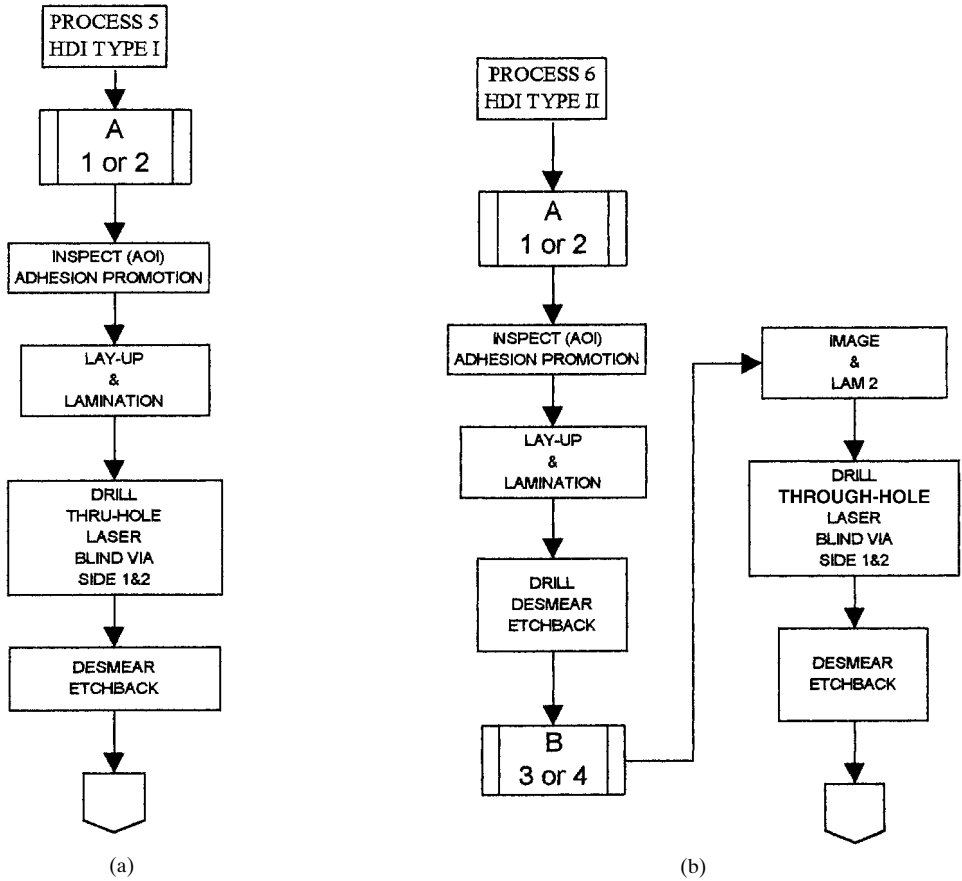 PROCESS 5
HDI TYPE I
A
1 or 2
INSPECT (AOI)
ADHESION PROMOTION
LAY-UP
&
LAMINATION
DRILL
THRU-HOLE
LASER
BLIND VIA
SIDE 1&2
DESMEAR
ETCHBACK
(a)
PROCESS 6
HDI TYPE II
A
1 or 2
INSPECT (AOI)
ADHESION PROMOTION
LAY-UP
&
LAMINATION
DRILL
DESMEAR
ETCHBACK
B
3 or 4
IMAGE
&
LAM 2
DRILL
THROUGH-HOLE
LASER
BLIND VIA
SIDE 1&2
DESMEAR
ETCHBACK
(b)